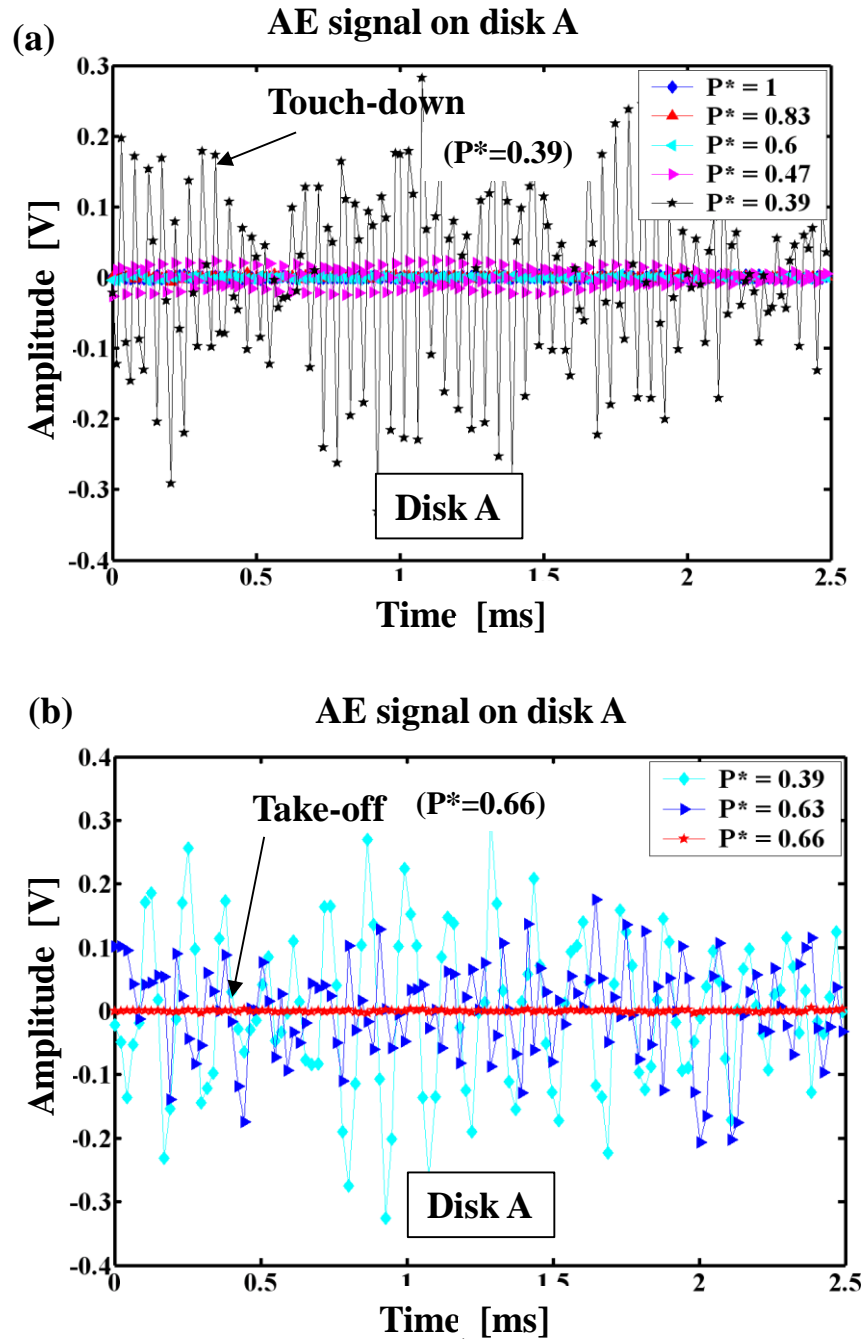 (a)
AE signal on disk A
0.3
0.2
0.1
0
-0.1
-0.2
-0.3
-0.4
Amplitude [V]
Touch-down
(P*=0.39)
P* = 1
P* = 0.83
P* = 0.6
P* = 0.47
P* = 0.39
Disk A
0 0.5 1 1.5 2 2.5
Time [ms]
(b)
AE signal on disk A
0.4
0.3
0.2
0.1
0
-0.1
-0.2
-0.3
-0.4
Amplitude [V]
Take-off (P*=0.66)
P* = 0.39
P* = 0.63
P* = 0.66
Disk A
0 0.5 1 1.5 2 2.5
Time [ms]